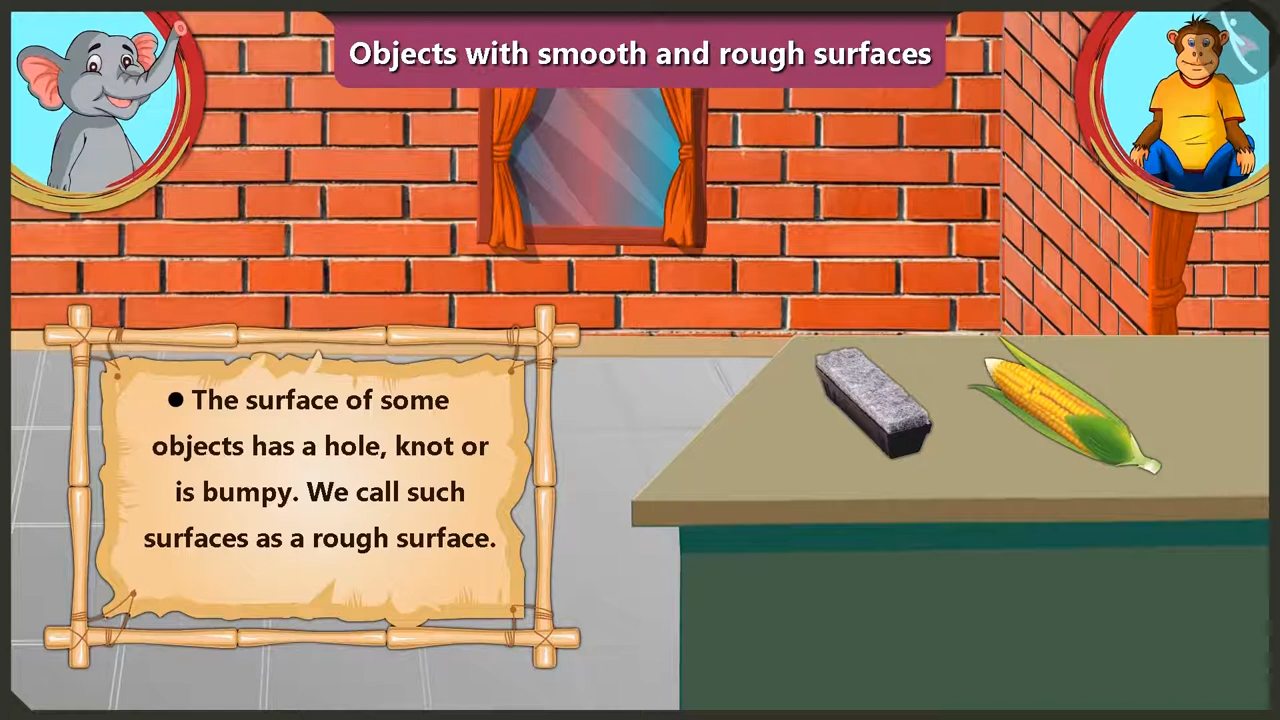 Objects with smooth and rough surfaces
● The surface of some
objects has a hole, knot or
is bumpy. We call such
surfaces as a rough surface.